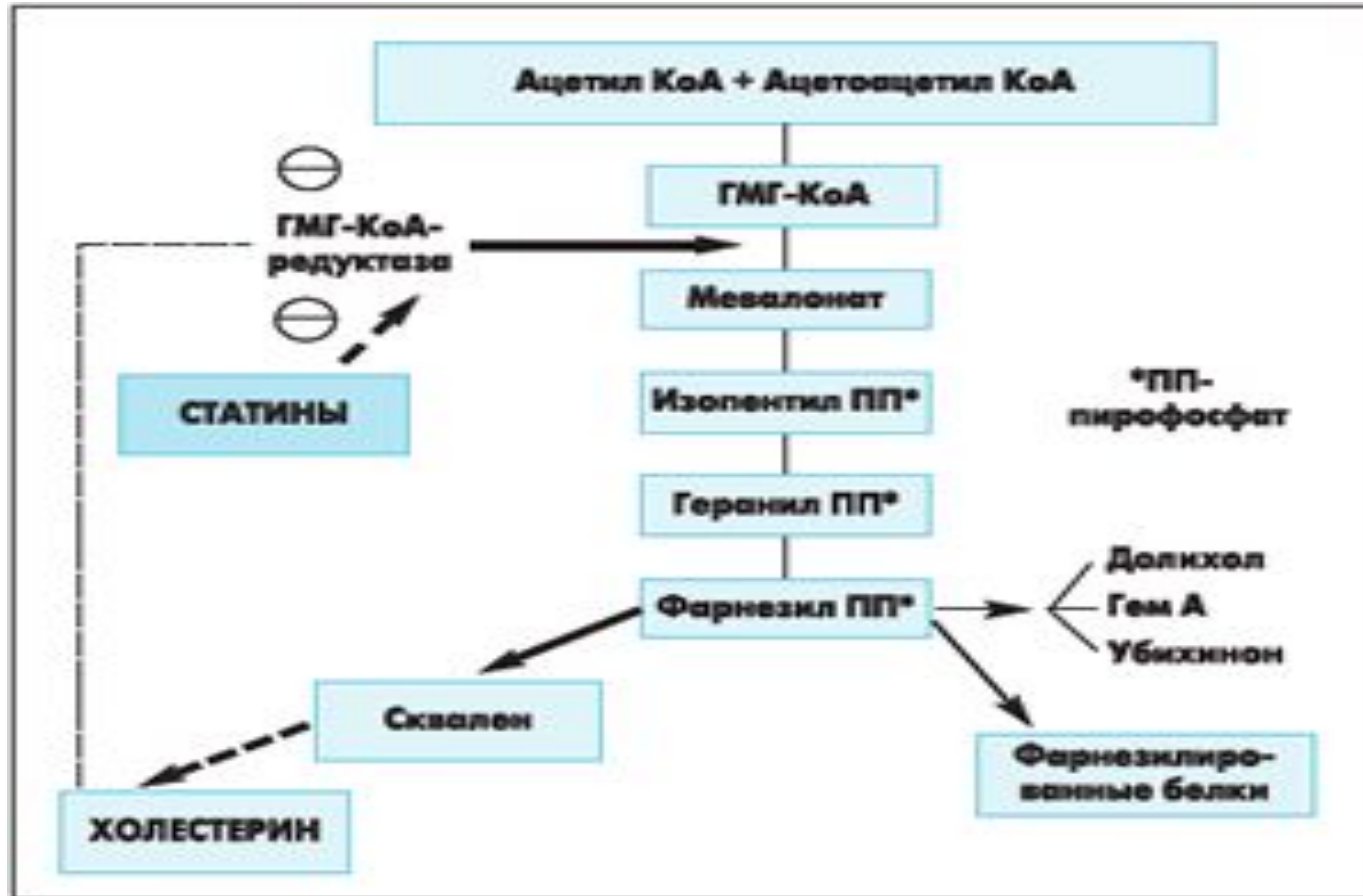 Ацетил КоА + Ацетоацетил КоА
ГМГ-КоА
ГМГ-КоА-
редуктаза
Мевалонат
СТАТИНЫ
Изопентил ПП*
*ПП-
пирофосфат
Геранил ПП*
Фарнезил ПП*
Долихол
Гем А
Убихинон
Сквален
Фарнезилиро-
ванные белки
ХОЛЕСТЕРИН